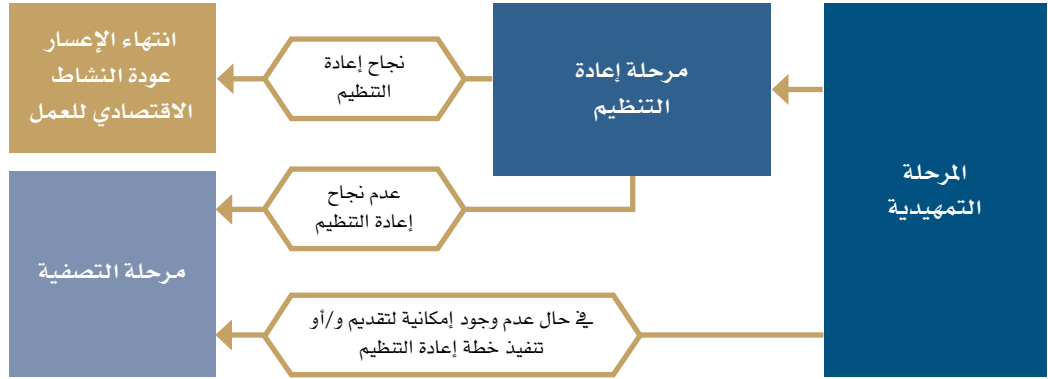 المرحلة
التمهيدية
مرحلة إعادة
التنظيم
نجاح إعادة
التنظيم
انتهاء الإعسار
عودة النشاط
الاقتصادي للعمل
عدم نجاح
إعادة التنظيم
في حال عدم وجود إمكانية لتقديم و/أو
تنفيذ خطة إعادة التنظيم
مرحلة التصفية